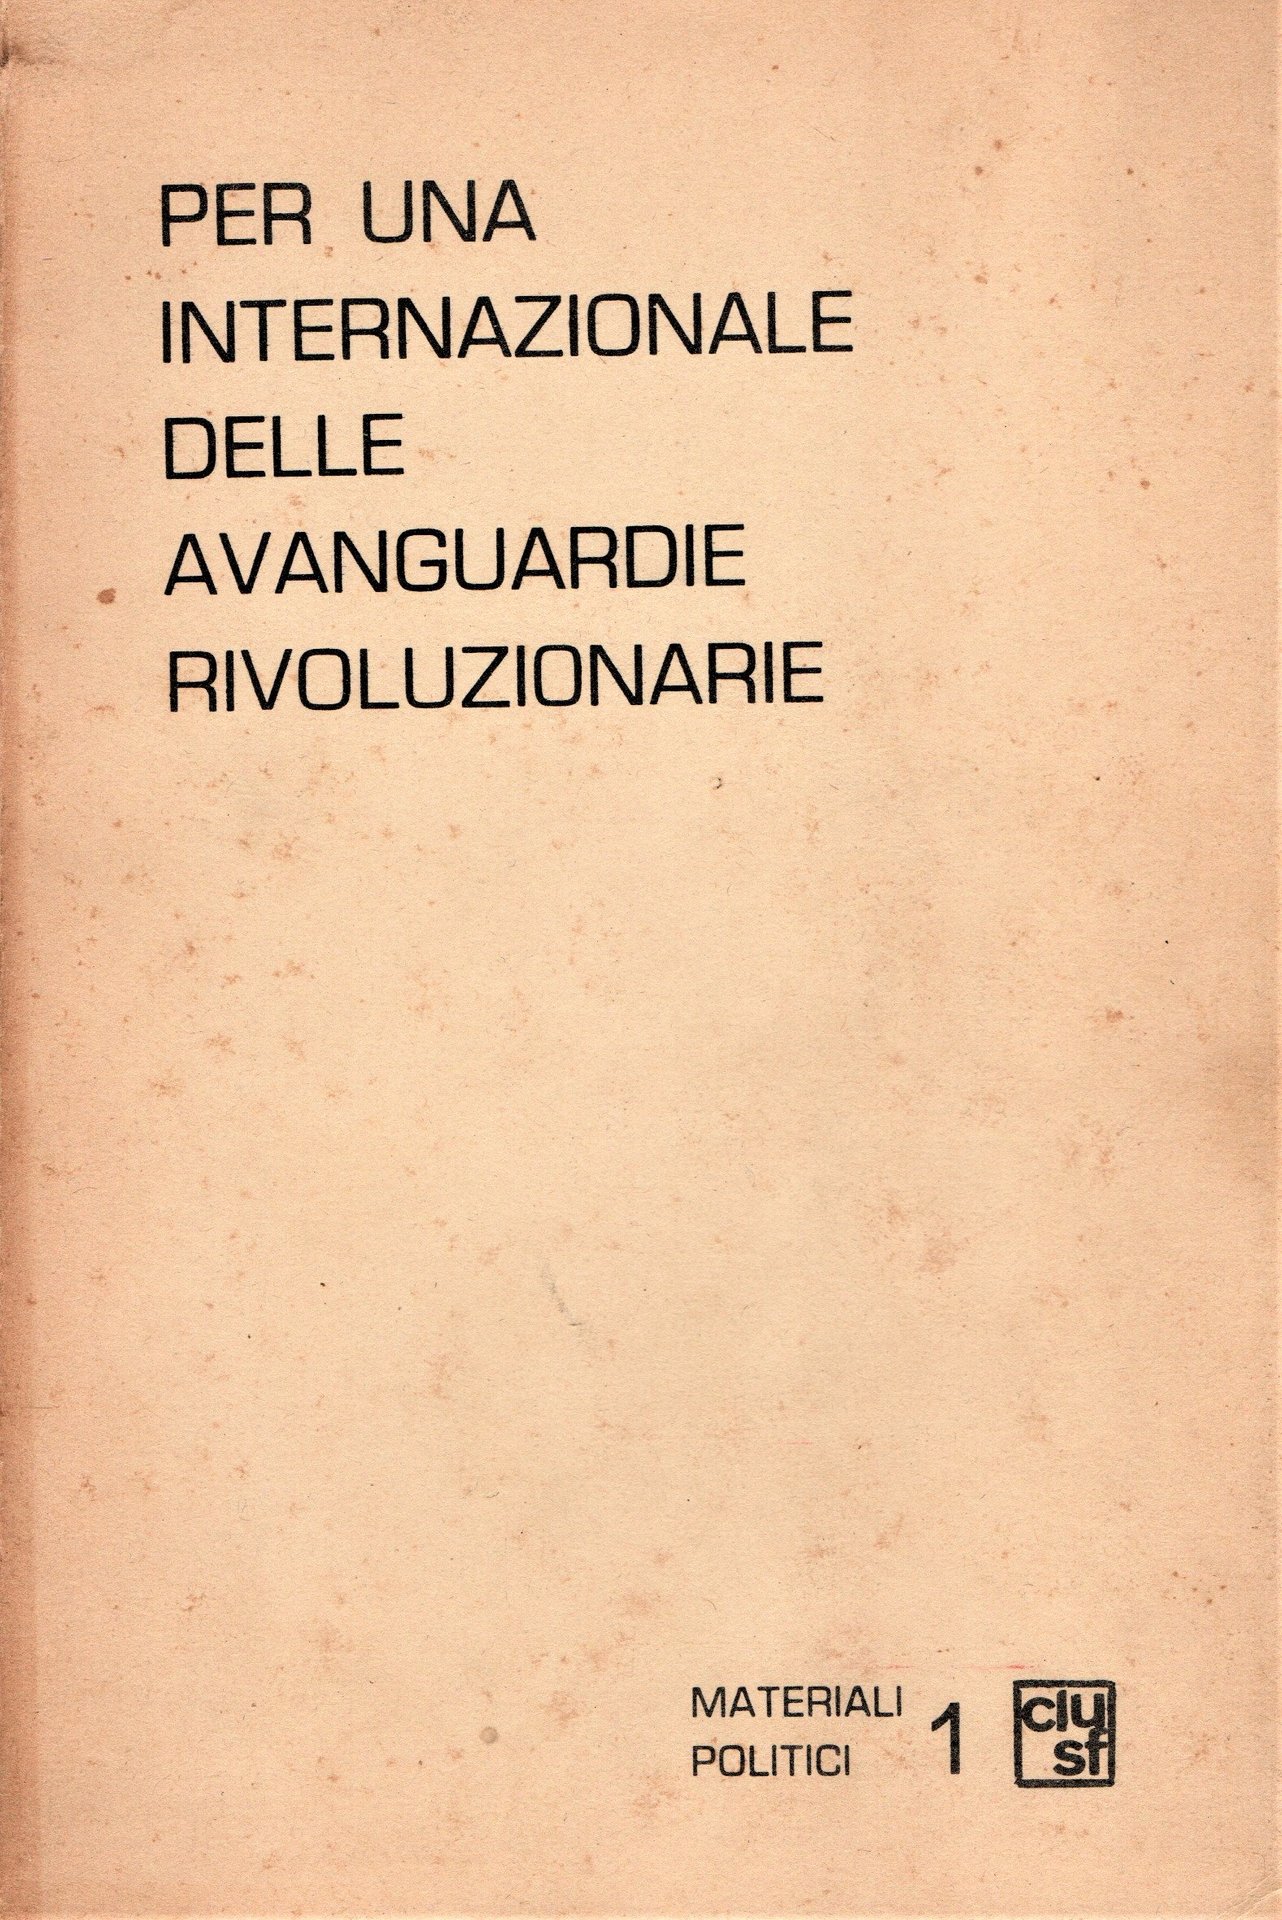 PER UNA
INTERNAZIONALE
DELLE
AVANGUARDIE
RIVOLUZIONARIE
MATERIALI
POLITICI
1
clu
sf